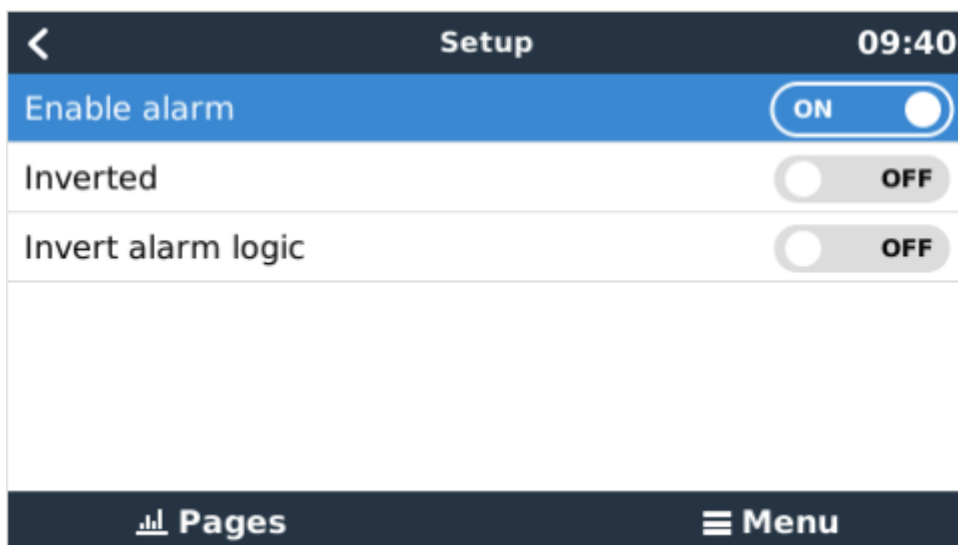 Setup 09:40
Enable alarm ON
Inverted OFF
Invert alarm logic OFF
Pages Menu